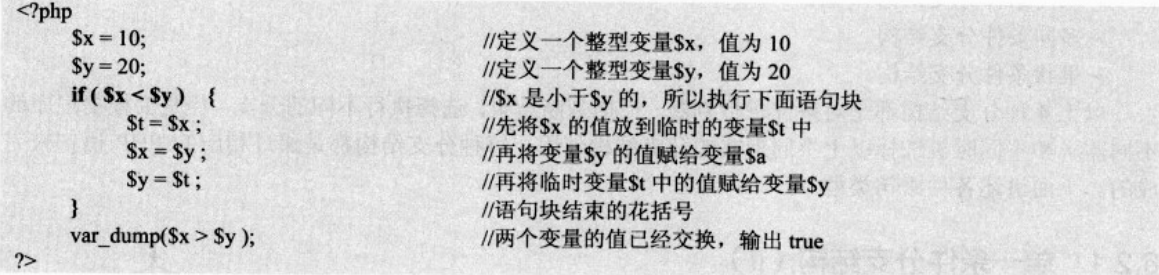 <?php
$x = 10; //定义一个整型变量$x，值为 10
$y = 20; //定义一个整型变量$y，值为 20
if ( $x < $y ) { //$x 是小于$y 的，所以执行下面语句块
$t = $x ; //先将$x 的值放到临时的变量$t 中
$x = $y ; //再将变量$y 的值赋给变量$a
$y = $t ; //再将临时变量$t 中的值赋给变量$y
} //语句块结束的花括号
var_dump($x > $y ); //两个变量的值已经交换，输出 true
?>